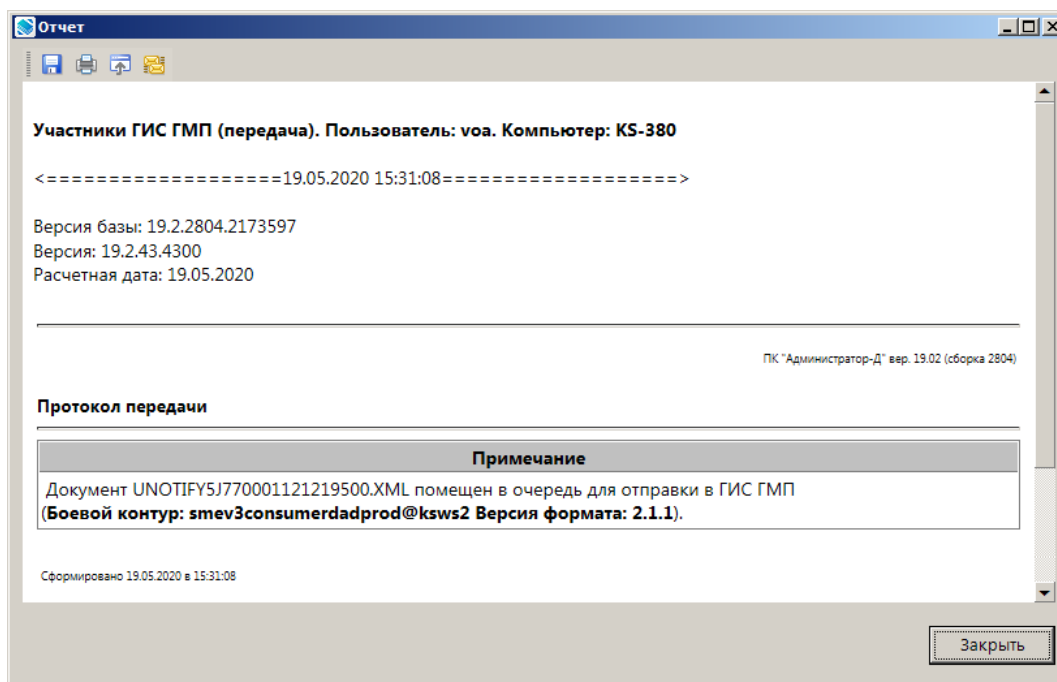 Отчет
Участники ГИС ГМП (передача). Пользователь: voa. Компьютер: KS-380
<===================19.05.2020 15:31:08===================>
Версия базы: 19.2.2804.2173597
Версия: 19.2.43.4300
Расчетная дата: 19.05.2020
ПК "Администратор-Д" вер. 19.02 (сборка 2804)
Протокол передачи
Примечание
Документ UNOTIFY5J770001121219500.XML помещен в очередь для отправки в ГИС ГМП
(Боевой контур: smev3consumerdadprod@ksws2 Версия формата: 2.1.1).
Сформировано 19.05.2020 в 15:31:08
Закрыть